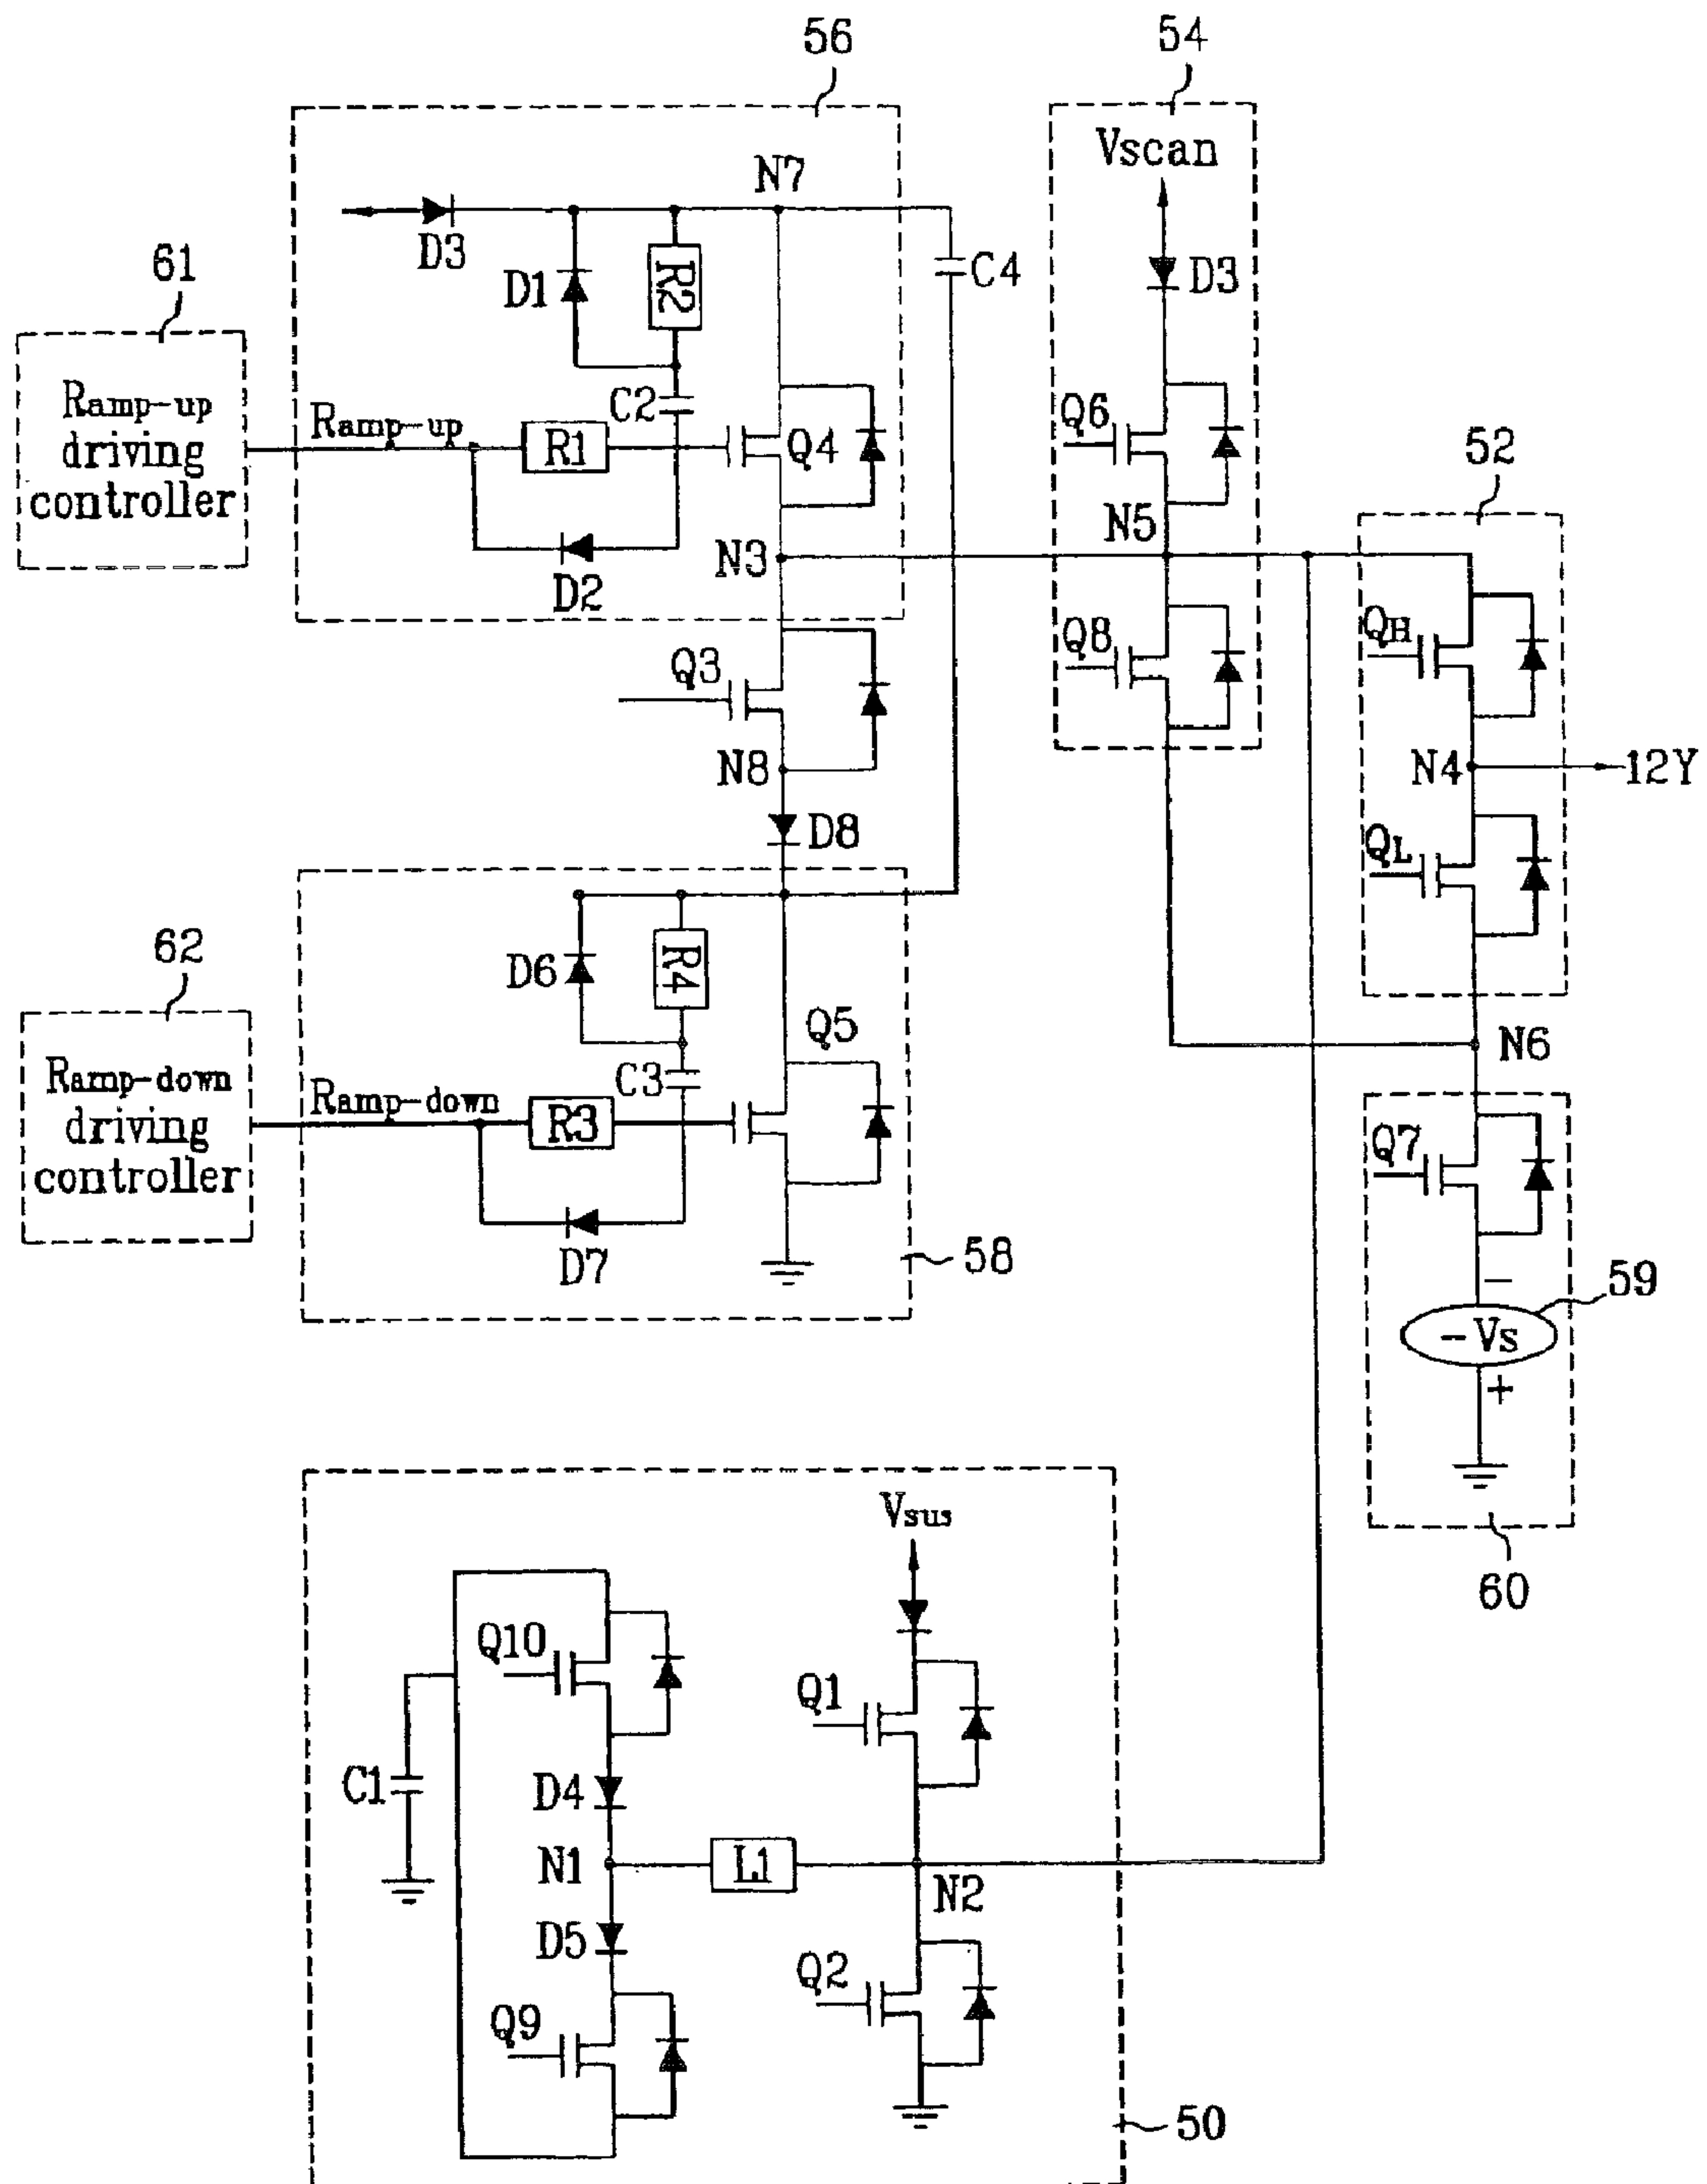 56
54
Vscan
N7
D3
C4
D3
61
D1
R2
Ramp-up
driving
controller
Ramp-up
C2
R1
Q4
Q6
52
D2
N3
N5
QH
Q3
Q8
N8
N4
12Y
D8
QL
62
D6
R4
Q5
N6
Ramp-down
driving
controller
Ramp-down
C3
R3
Q7
D7
58
59
−
-Vs
+
Vsus
60
Q10
Q1
C1
D4
N1
L1
N2
D5
Q2
Q9
50